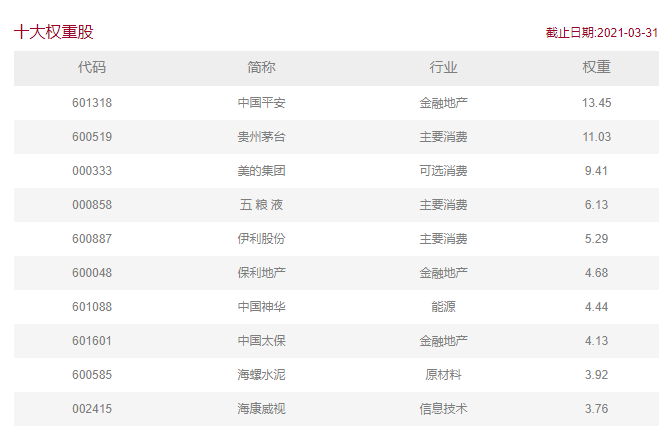 十大权重股 截止日期:2021-03-31
代码 简称 行业 权重
601318 中国平安 金融地产 13.45
600519 贵州茅台 主要消费 11.03
000333 美的集团 可选消费 9.41
000858 五 粮 液 主要消费 6.13
600887 伊利股份 主要消费 5.29
600048 保利地产 金融地产 4.68
601088 中国神华 能源 4.44
601601 中国太保 金融地产 4.13
600585 海螺水泥 原材料 3.92
002415 海康威视 信息技术 3.76